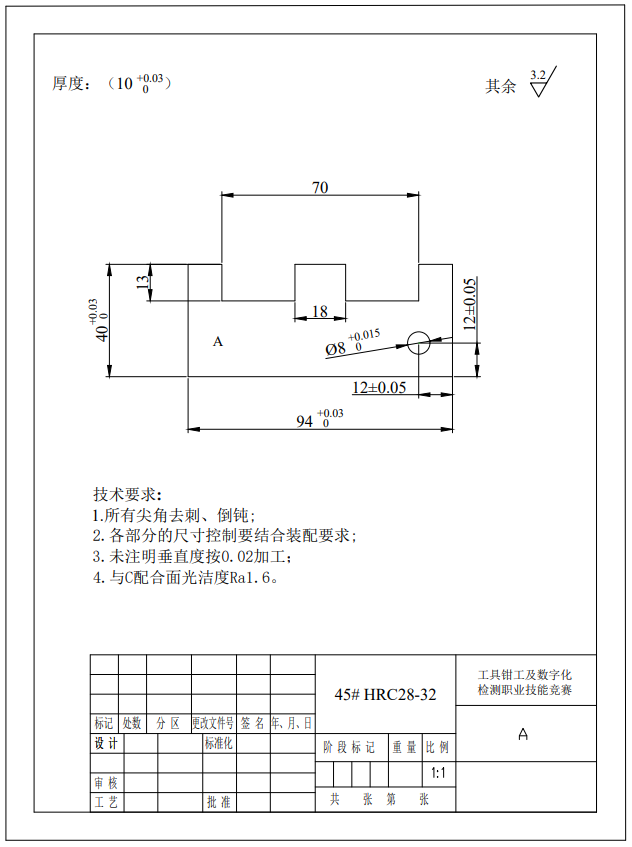 厚度:（10 +0.03 0）
其余 3.2
70
13
18
40 +0.03 0
A
Ø8 +0.015 0
12±0.05
12±0.05
94 +0.03 0
技术要求:
1.所有尖角去刺、倒钝;
2.各部分的尺寸控制要结合装配要求;
3.未注明垂直度按0.02加工;
4.与C配合面光洁度Ra1.6。
标记 处数 分 区 更改文件号 签 名 年、月、日
设 计 标准化
审 核
工 艺 批 准
45# HRC28-32
阶 段 标 记 重 量 比 例
1:1
共 张 第 张
工具钳工及数字化
检测职业技能竞赛
A